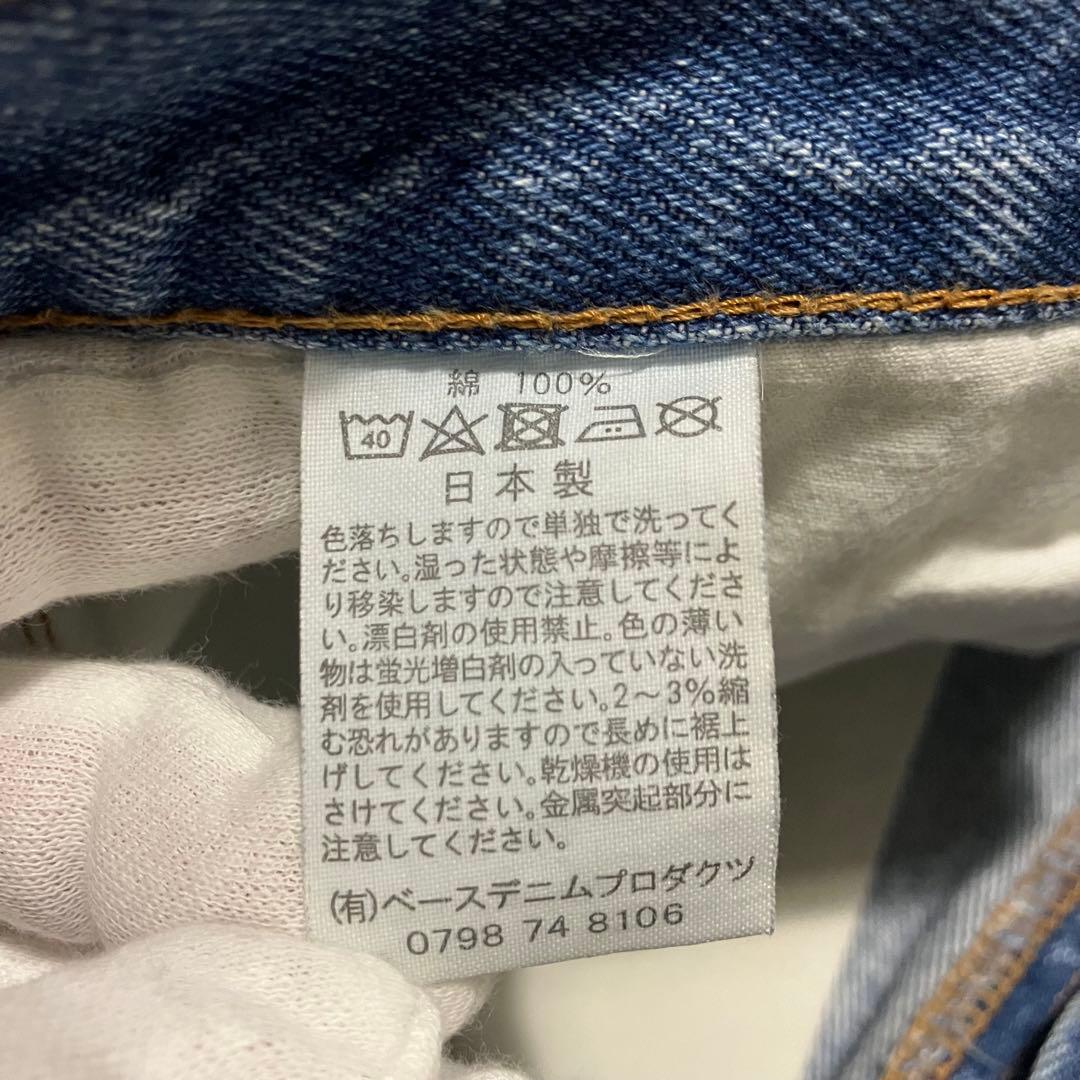 綿 100%
40
日本製
色落ちしますので単独で洗ってく
ださい。湿った状態や摩擦等によ
り移染しますので注意してくださ
い。漂白剤の使用禁止。色の薄い
物は蛍光増白剤の入っていない洗
剤を使用してください。2～3%縮
む恐れがありますので長めに裾上
げしてください。乾燥機の使用は
さけてください。金属突起部分に
注意してください。
(有)ベースデニムプロダクツ
0798 74 8106